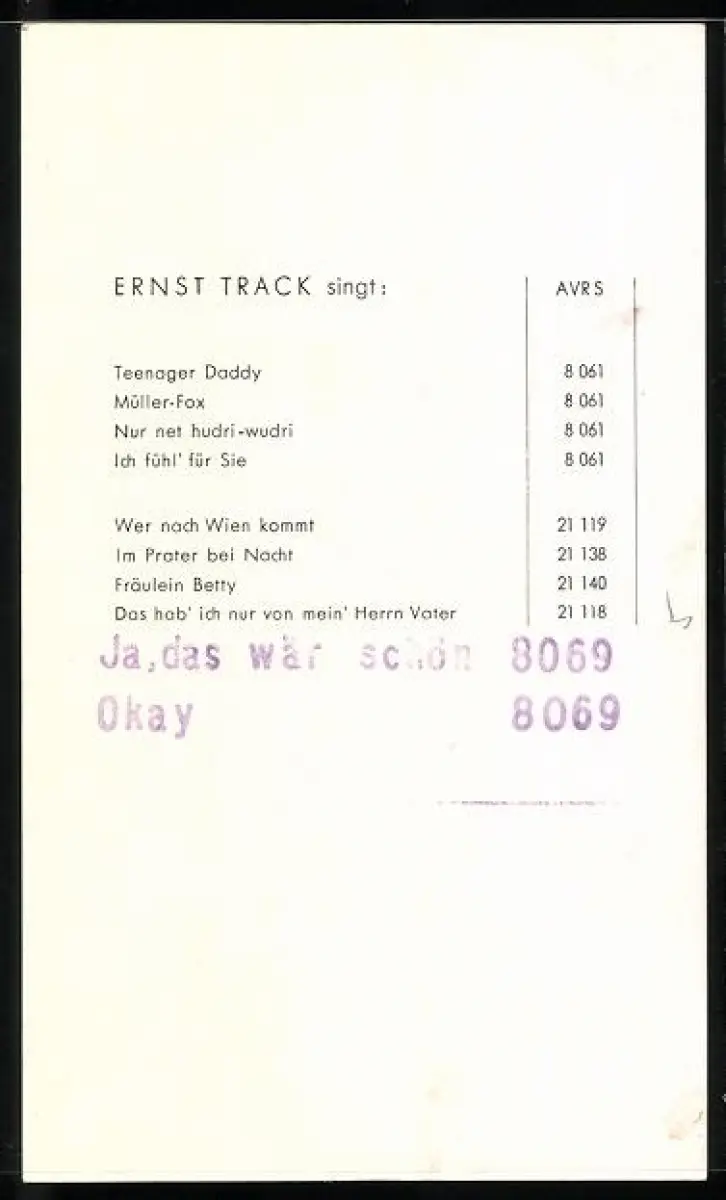 ERNST TRACK singt: AVRS
Teenager Daddy 8 061
Müller-Fox 8 061
Nur net hudri-wudri 8 061
Ich fühl' für Sie 8 061
Wer nach Wien kommt 21 119
Im Prater bei Nacht 21 138
Fräulein Betty 21 140
Das hab' ich nur von mein' Herrn Vater 21 118
Ja,das wär schön 8069
Okay 8069